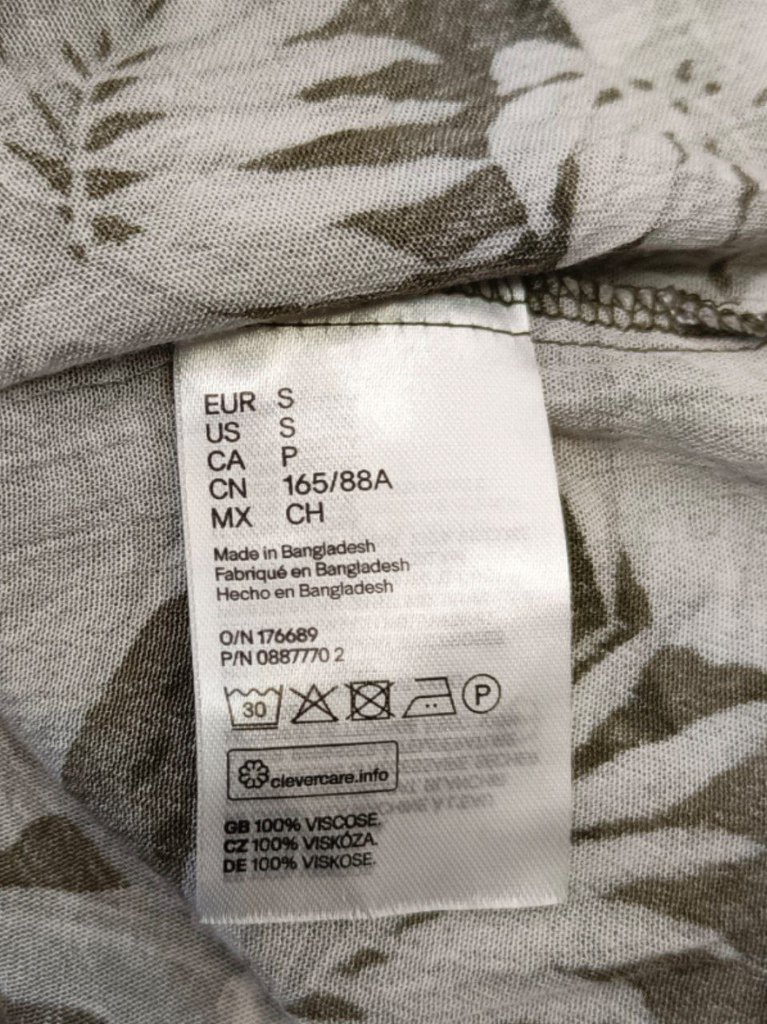 EUR S
US S
CA P
CN 165/88A
MX CH
Made in Bangladesh
Fabriqué en Bangladesh
Hecho en Bangladesh
O/N 176689
P/N 0887770 2
30 P
clevercare.info
GB 100% VISCOSE.
CZ 100% VISKÓZA.
DE 100% VISKOSE.